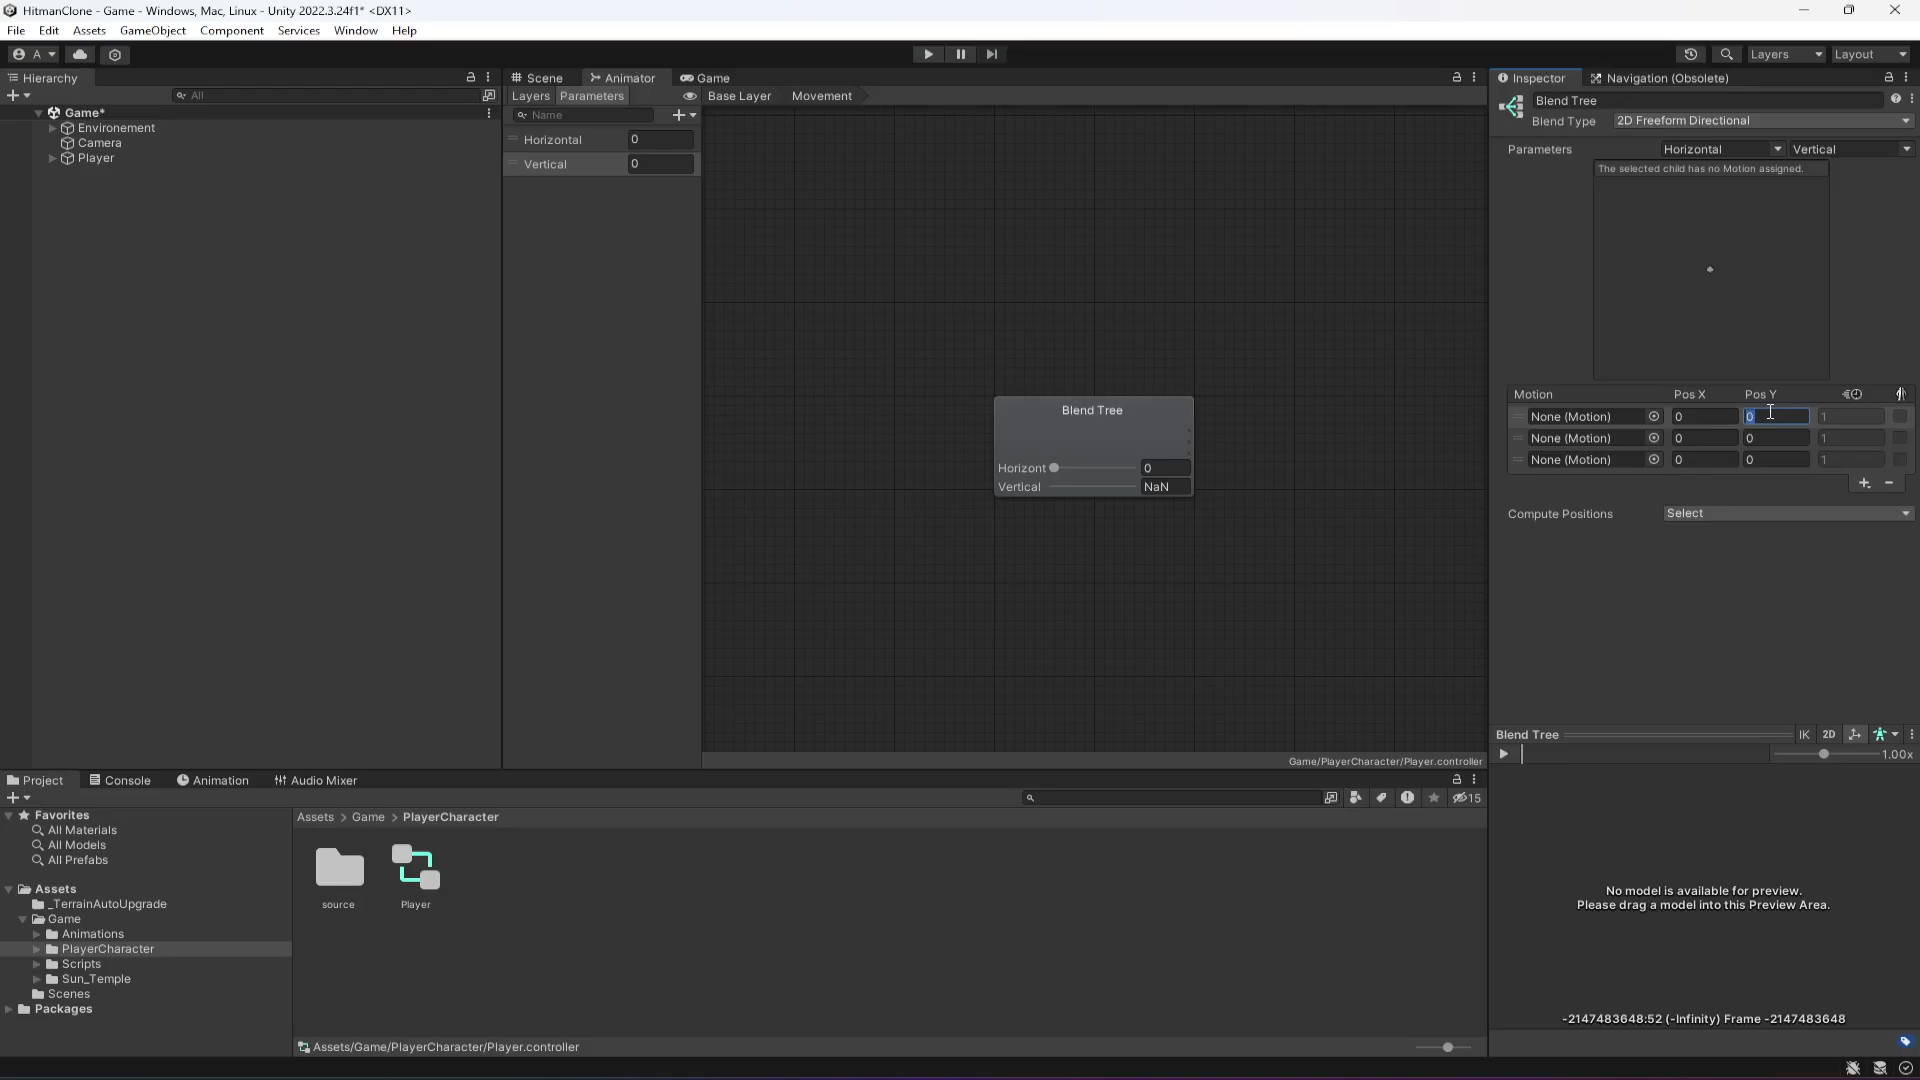 HitmanClone - Game - Windows, Mac, Linux - Unity 2022.3.24f1* <DX11>
File Edit Assets GameObject Component Services Window Help
A
Layers Layout
Hierarchy
All
Game*
Environement
Camera
Player
Scene Animator Game
Layers Parameters Base Layer Movement
Name
Horizontal 0
Vertical 0
Blend Tree
Horizont 0
Vertical NaN
Game/PlayerCharacter/Player.controller
Inspector Navigation (Obsolete)
Blend Tree
Blend Type 2D Freeform Directional
Parameters Horizontal Vertical
The selected child has no Motion assigned.
Motion Pos X Pos Y
None (Motion) 0 0 1
None (Motion) 0 0 1
None (Motion) 0 0 1
Compute Positions Select
Blend Tree IK 2D
1.00x
No model is available for preview.
Please drag a model into this Preview Area.
-2147483648:52 (-Infinity) Frame -2147483648
Project Console Animation Audio Mixer
15
Favorites
All Materials
All Models
All Prefabs
Assets
_TerrainAutoUpgrade
Game
Animations
PlayerCharacter
Scripts
Sun_Temple
Scenes
Packages
Assets > Game > PlayerCharacter
source
Player
Assets/Game/PlayerCharacter/Player.controller